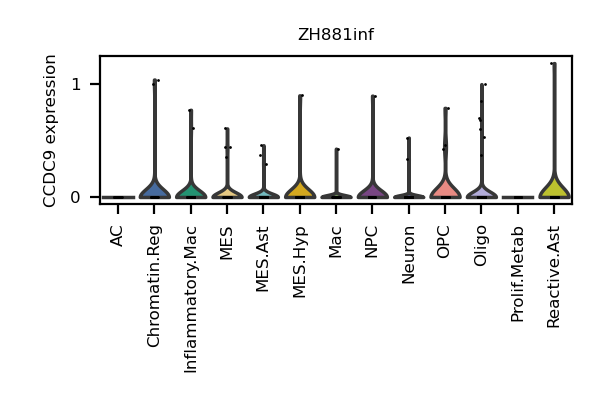 ZH881inf
CCDC9 expression
1
0
AC
Chromatin.Reg
Inflammatory.Mac
MES
MES.Ast
MES.Hyp
Mac
NPC
Neuron
OPC
Oligo
Prolif.Metab
Reactive.Ast